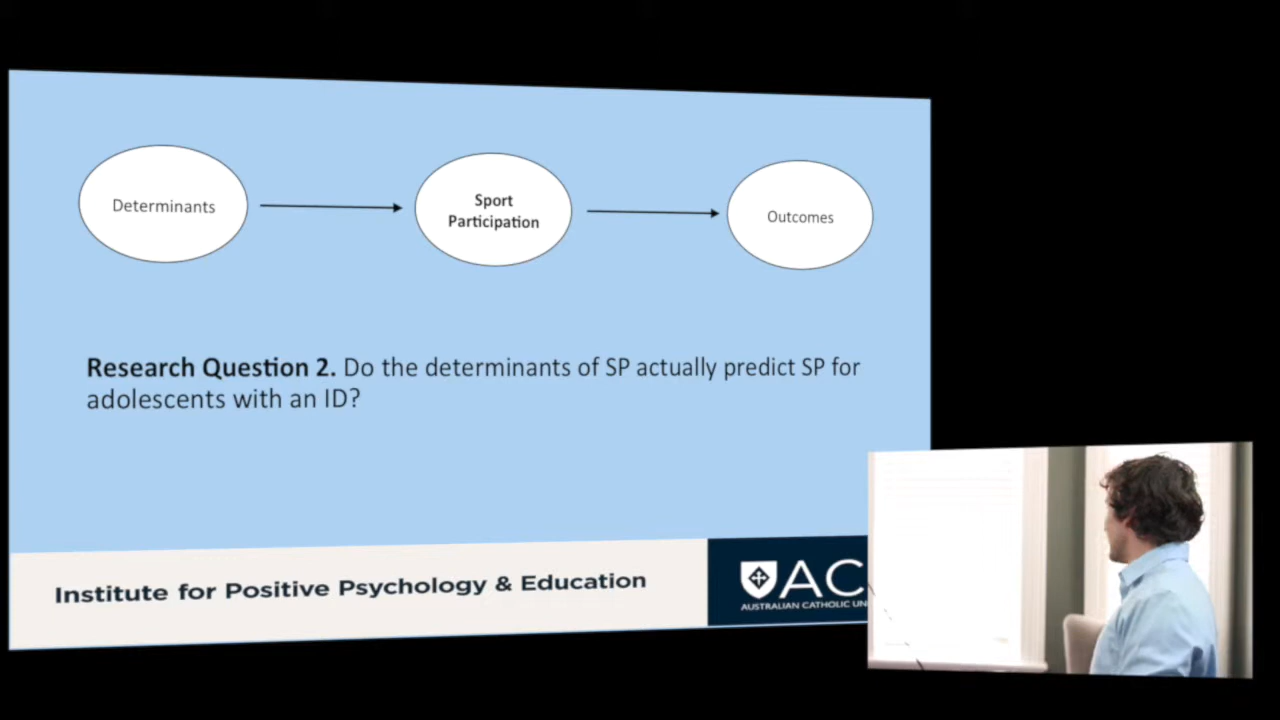 Determinants
Sport
Participation
Outcomes
Research Question 2. Do the determinants of SP actually predict SP for
adolescents with an ID?
Institute for Positive Psychology & Education
AC
AUSTRALIAN CATHOLIC UN